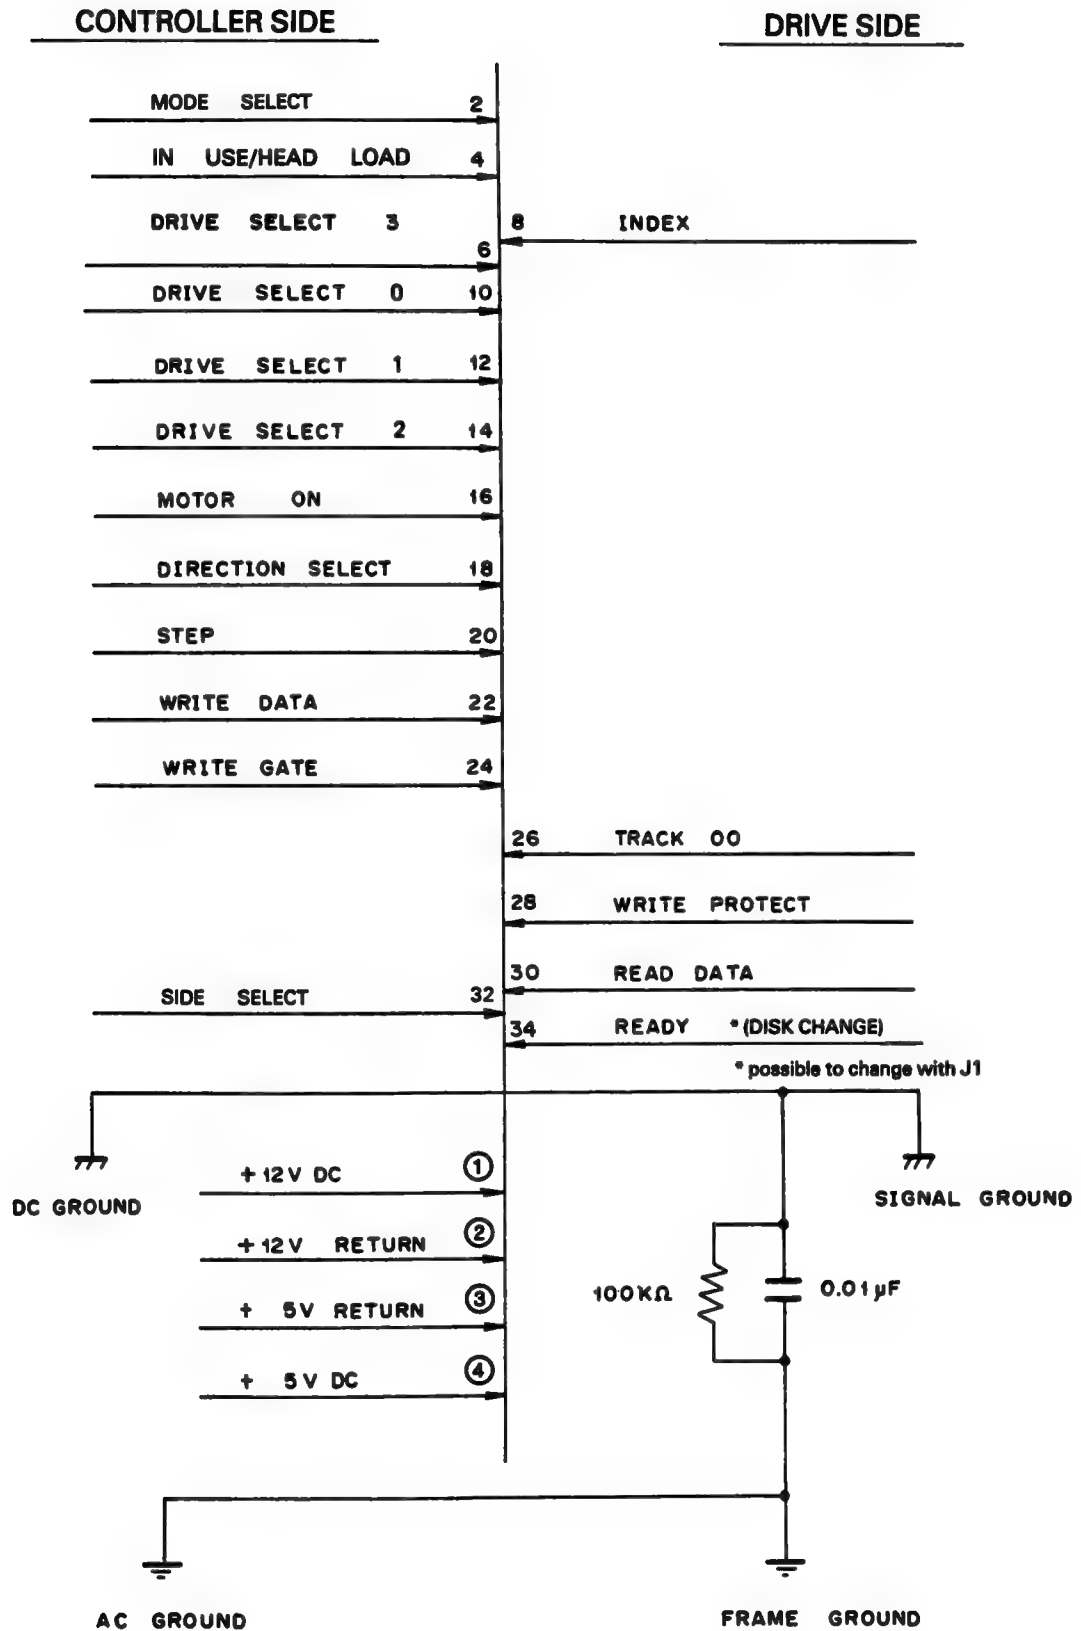 CONTROLLER SIDE
DRIVE SIDE
MODE SELECT 2
IN USE/HEAD LOAD 4
DRIVE SELECT 3
8 INDEX
6
DRIVE SELECT 0 10
DRIVE SELECT 1 12
DRIVE SELECT 2 14
MOTOR ON 16
DIRECTION SELECT 18
STEP 20
WRITE DATA 22
WRITE GATE 24
26 TRACK 00
28 WRITE PROTECT
30 READ DATA
SIDE SELECT 32
34 READY *(DISK CHANGE)
* possible to change with J1
+12V DC ①
DC GROUND
SIGNAL GROUND
+12V RETURN ②
+ 5V RETURN ③
100KΩ
0.01µF
+ 5V DC ④
AC GROUND
FRAME GROUND